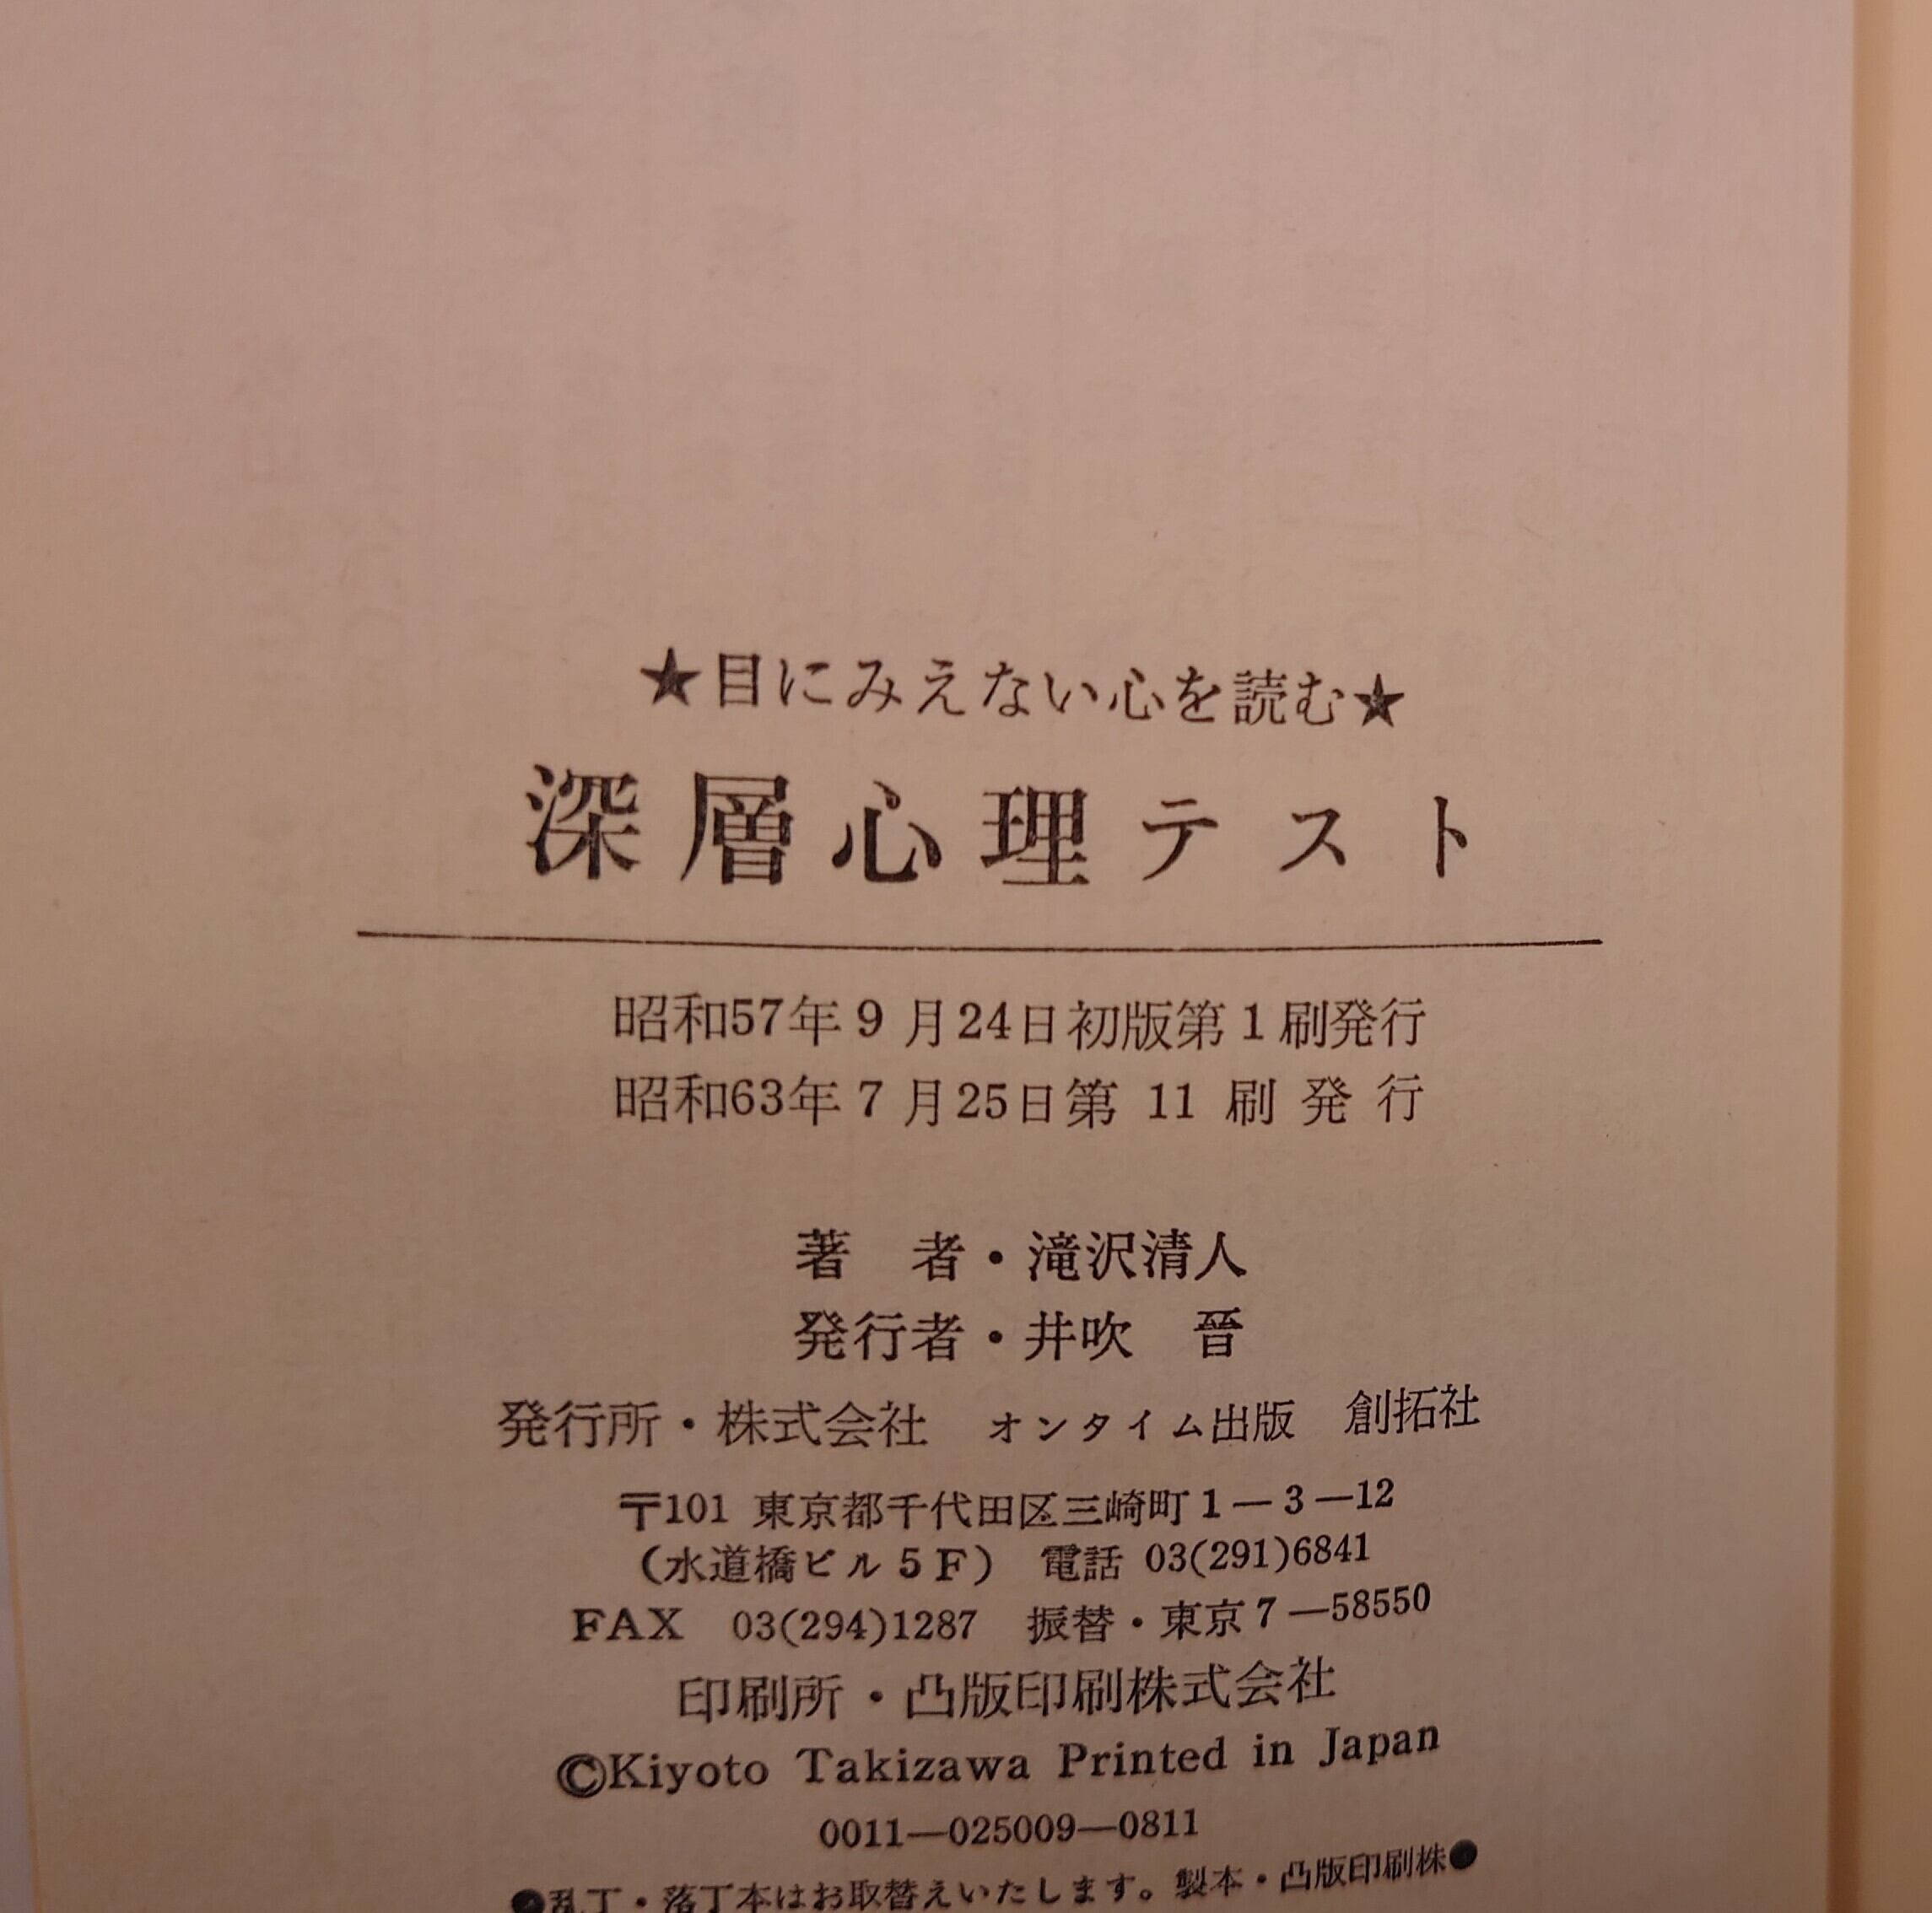 ★目にみえない心を読む★
深層心理テスト
昭和57年9月24日初版第1刷発行
昭和63年7月25日第11刷発行
著　者・滝沢清人
発行者・井吹　晉
発行所・株式会社　オンタイム出版　創拓社
〒101 東京都千代田区三崎町1―3―12
(水道橋ビル5F)　電話 03(291)6841
FAX　03(294)1287　振替・東京7―58550
印刷所・凸版印刷株式会社
©Kiyoto Takizawa Printed in Japan
0011―025009―0811
●乱丁・落丁本はお取替えいたします。製本・凸版印刷株●